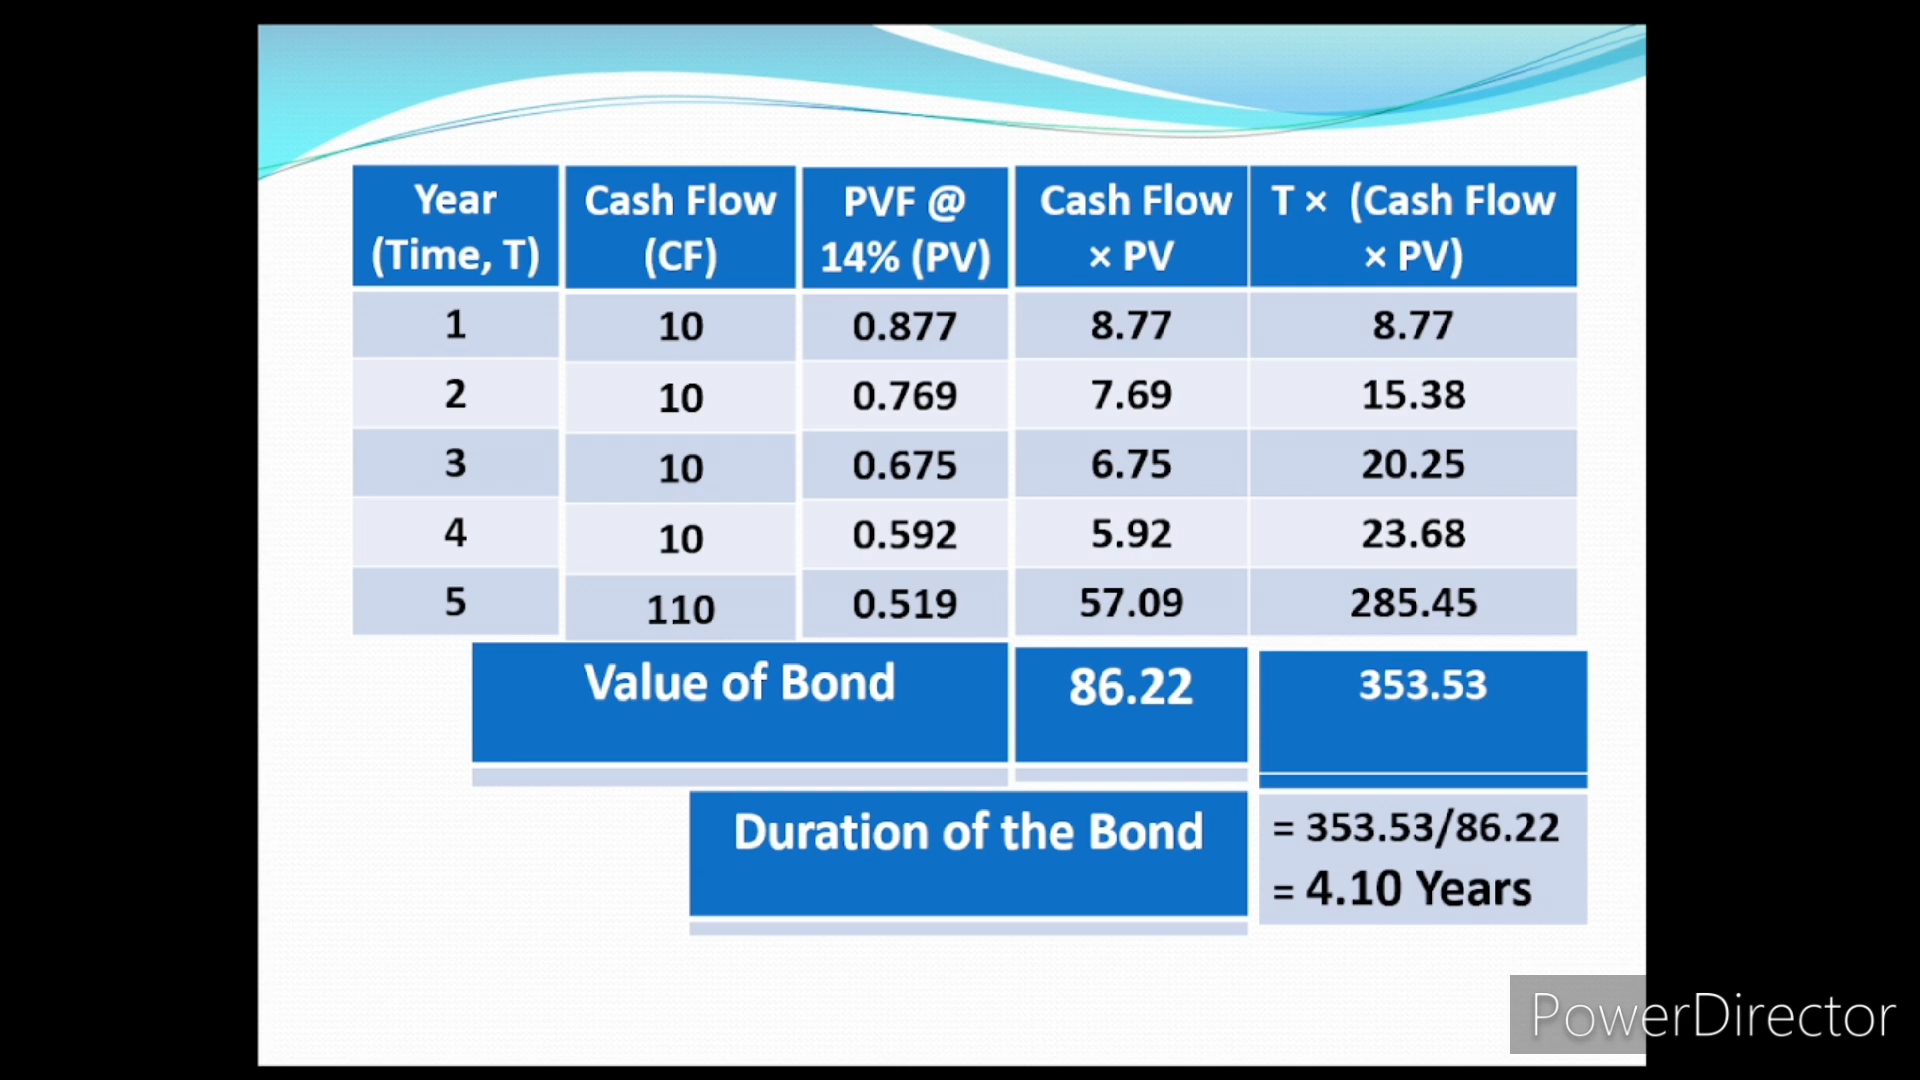 Year (Time, T) Cash Flow (CF) PVF @ 14% (PV) Cash Flow × PV T × (Cash Flow × PV)
1 10 0.877 8.77 8.77
2 10 0.769 7.69 15.38
3 10 0.675 6.75 20.25
4 10 0.592 5.92 23.68
5 110 0.519 57.09 285.45
Value of Bond 86.22 353.53
Duration of the Bond = 353.53/86.22
= 4.10 Years
PowerDirector